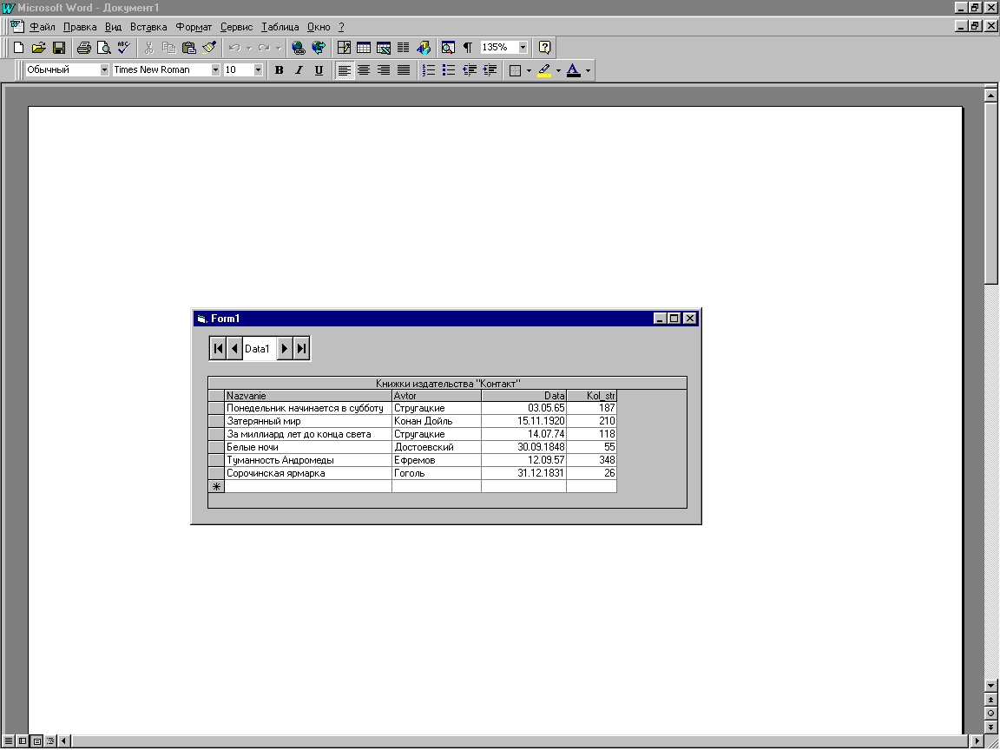 Microsoft Word - Документ1
Файл Правка Вид Вставка Формат Сервис Таблица Окно ?
135%
Обычный Times New Roman 10 Ж К Ч
Form1
Data1
Книжки издательства "Контакт"
Nazvanie Avtor Data Kol_str
Понедельник начинается в субботу Стругацкие 03.05.65 187
Затерянный мир Конан Дойль 15.11.1920 210
За миллиард лет до конца света Стругацкие 14.07.74 118
Белые ночи Достоевский 30.09.1848 55
Туманность Андромеды Ефремов 12.09.57 348
Сорочинская ярмарка Гоголь 31.12.1831 26